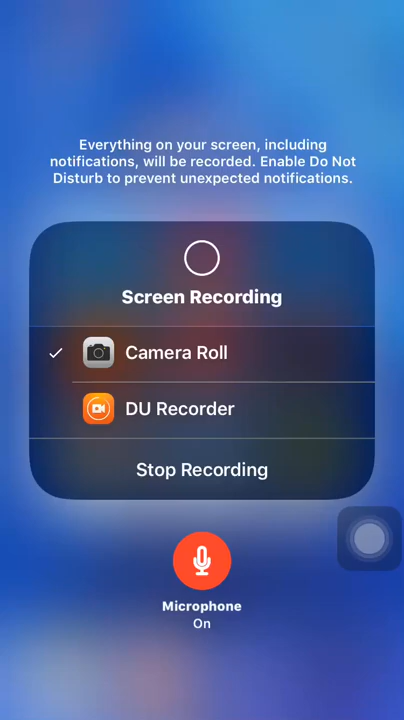 Everything on your screen, including
notifications, will be recorded. Enable Do Not
Disturb to prevent unexpected notifications.
Screen Recording
Camera Roll
DU Recorder
Stop Recording
Microphone
On